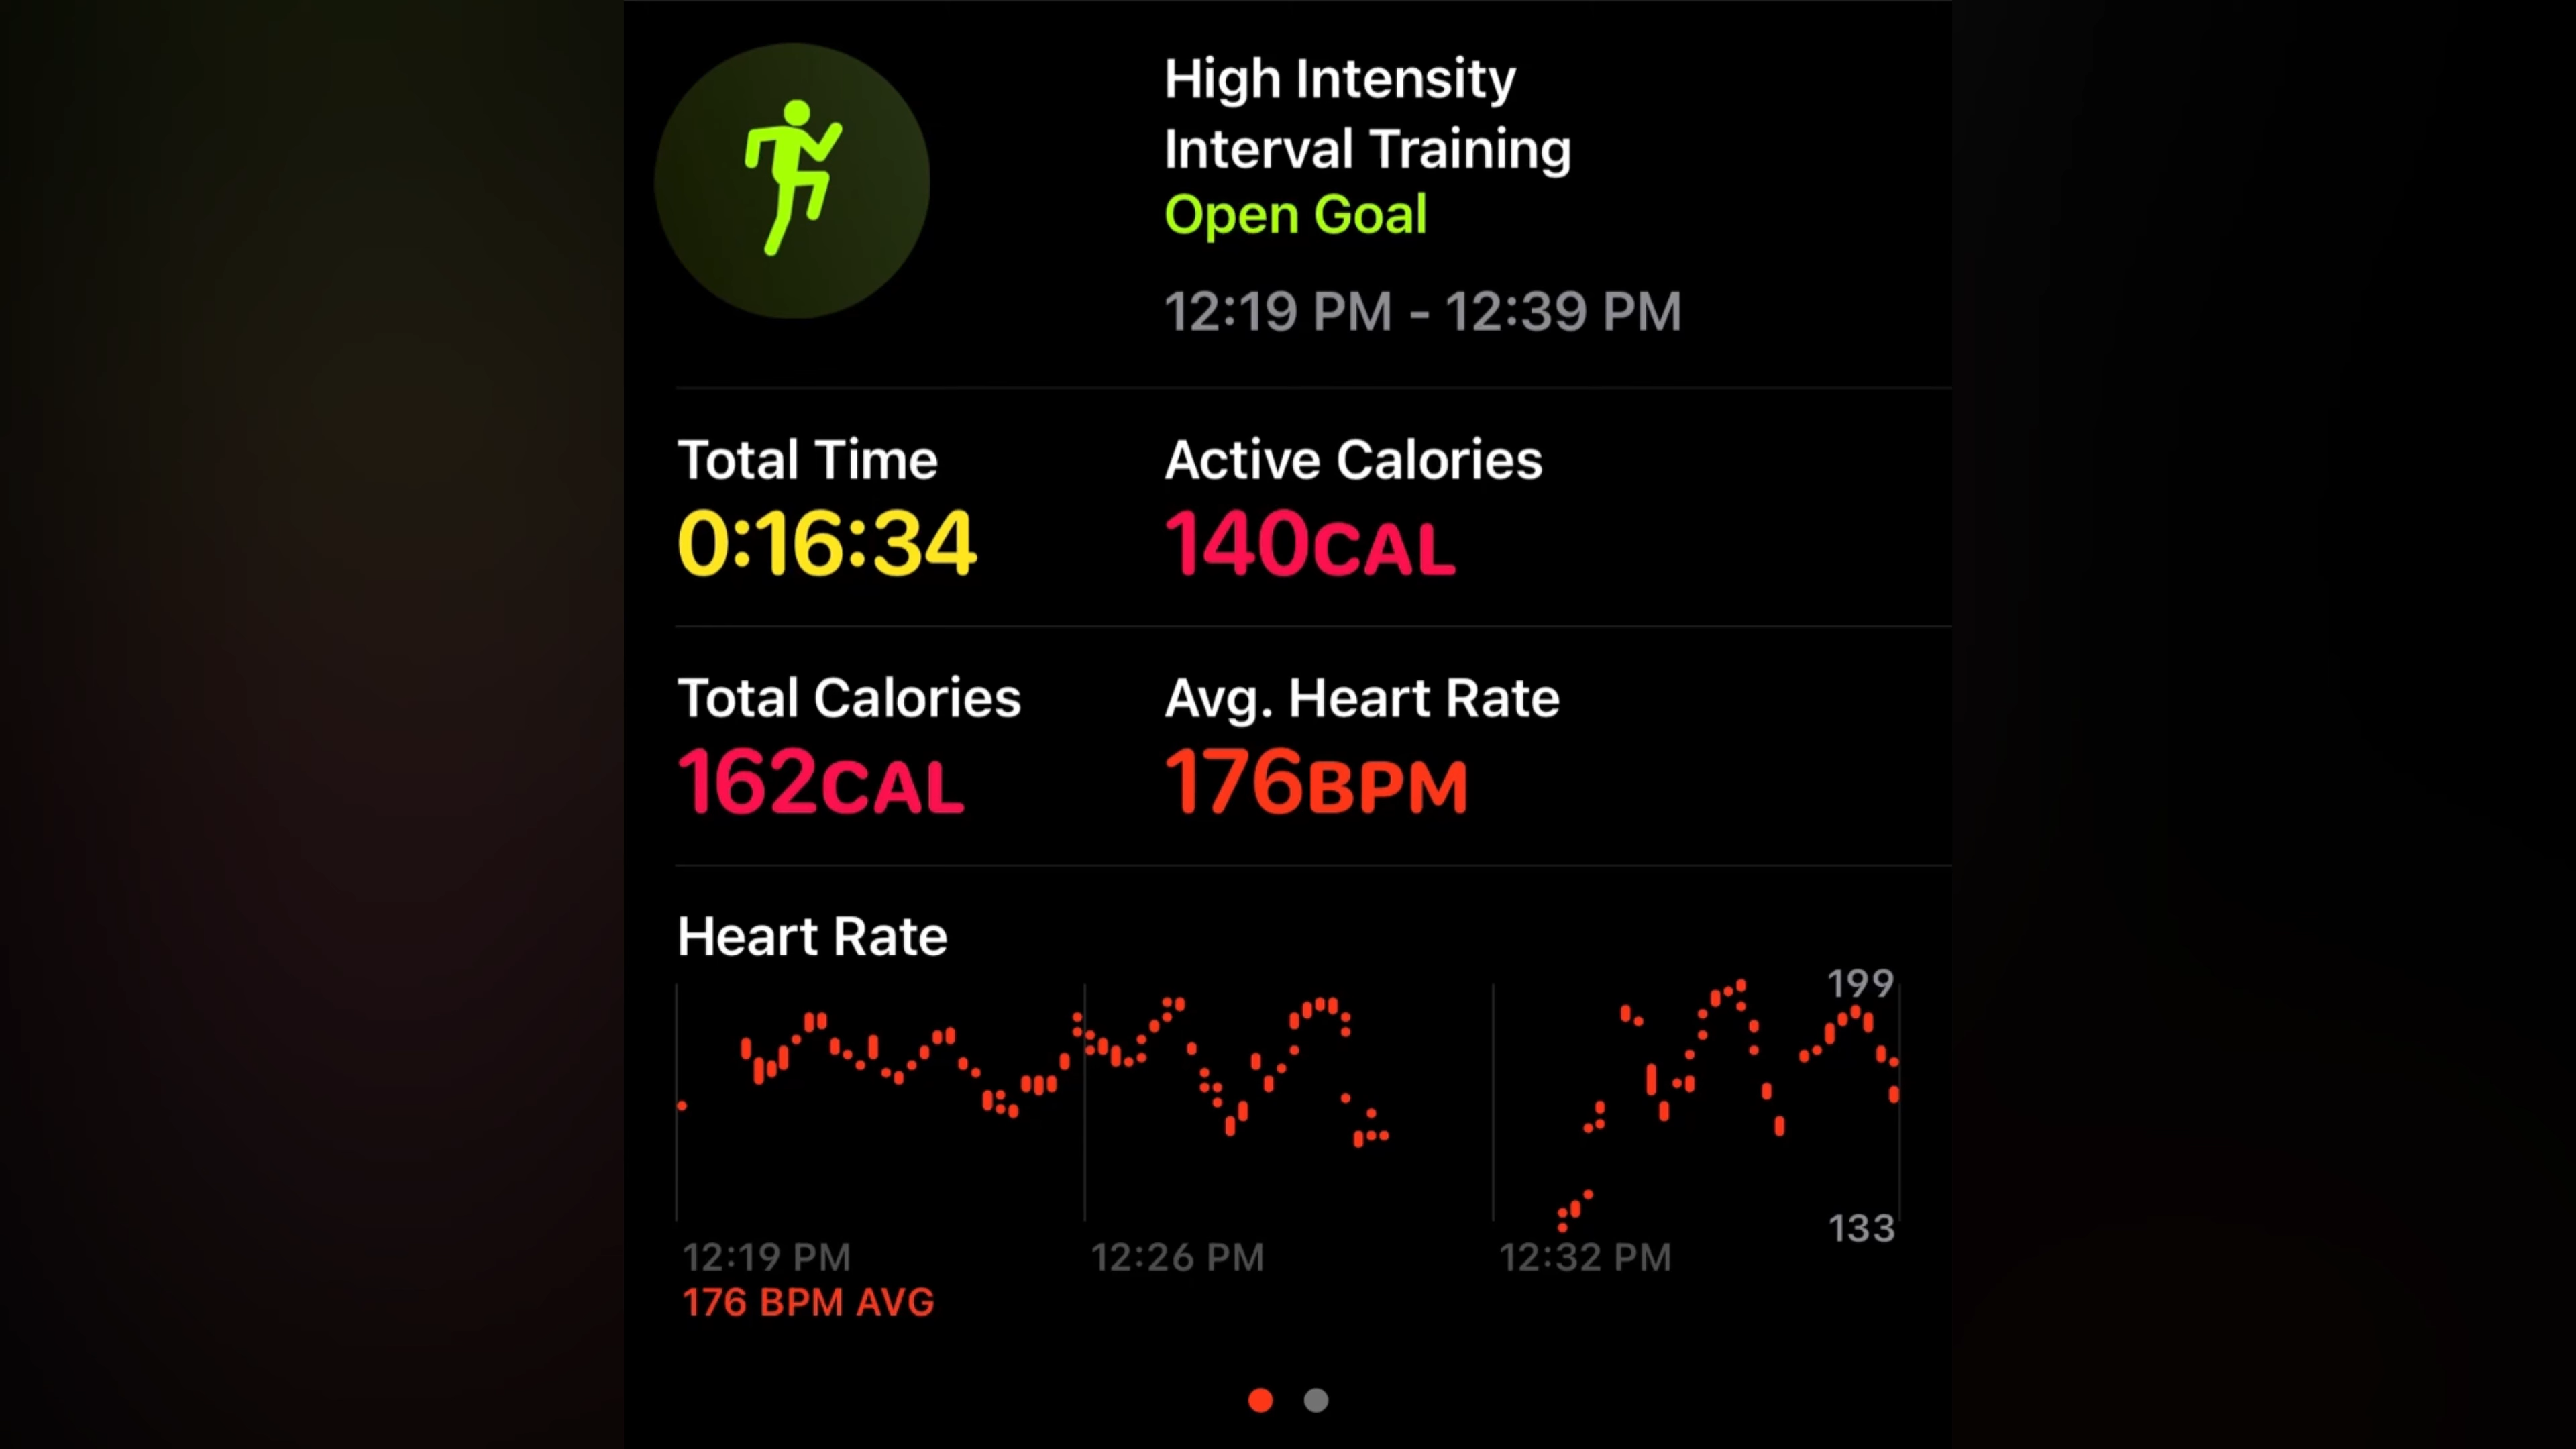 High Intensity
Interval Training
Open Goal
12:19 PM - 12:39 PM
Total Time
Active Calories
0:16:34
140CAL
Total Calories
Avg. Heart Rate
162CAL
176BPM
Heart Rate
199
133
12:19 PM
12:26 PM
12:32 PM
176 BPM AVG